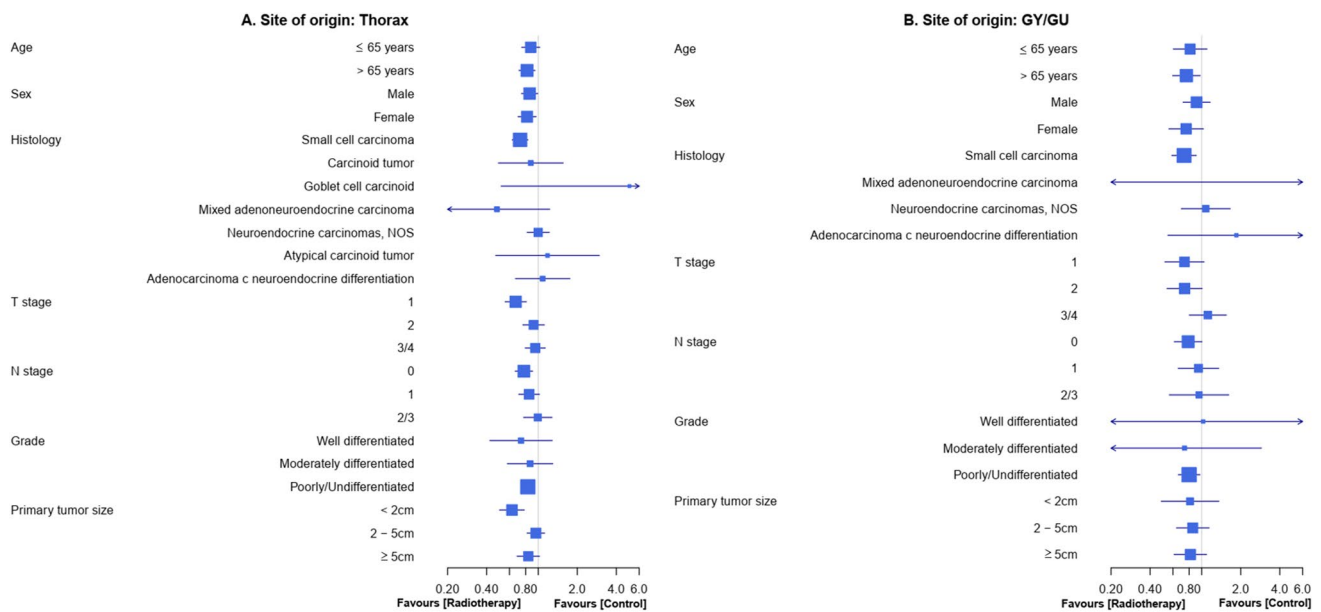 A. Site of origin: Thorax
Age ≤ 65 years
> 65 years
Sex Male
Female
Histology Small cell carcinoma
Carcinoid tumor
Goblet cell carcinoid
Mixed adenoneuroendocrine carcinoma
Neuroendocrine carcinomas, NOS
Atypical carcinoid tumor
Adenocarcinoma c neuroendocrine differentiation
T stage 1
2
3/4
N stage 0
1
2/3
Grade Well differentiated
Moderately differentiated
Poorly/Undifferentiated
Primary tumor size < 2cm
2 − 5cm
≥ 5cm
0.20 0.40 0.80 2.0 4.0 6.0
Favours [Radiotherapy] Favours [Control]
B. Site of origin: GY/GU
Age ≤ 65 years
> 65 years
Sex Male
Female
Histology Small cell carcinoma
Mixed adenoneuroendocrine carcinoma
Neuroendocrine carcinomas, NOS
Adenocarcinoma c neuroendocrine differentiation
T stage 1
2
3/4
N stage 0
1
2/3
Grade Well differentiated
Moderately differentiated
Poorly/Undifferentiated
Primary tumor size < 2cm
2 − 5cm
≥ 5cm
0.20 0.40 0.80 2.0 4.0 6.0
Favours [Radiotherapy] Favours [Control]